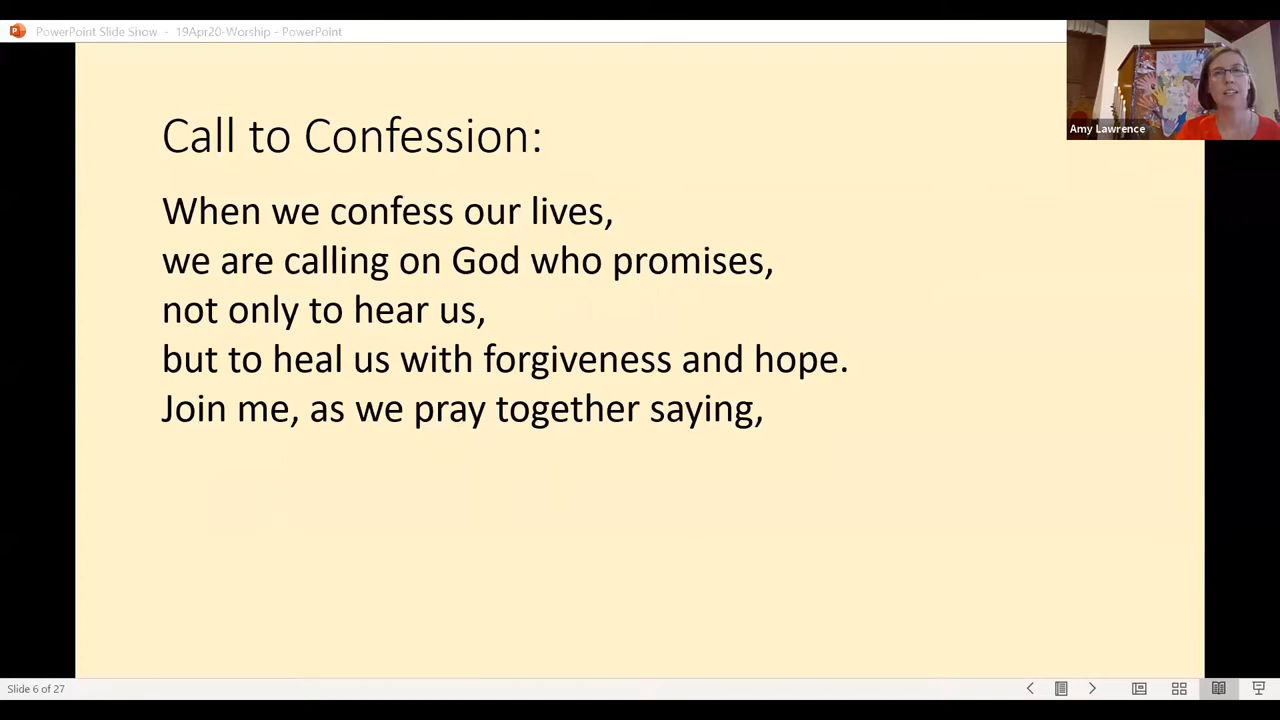 PowerPoint Slide Show - 19Apr20-Worship - PowerPoint
Amy Lawrence
Call to Confession:
When we confess our lives,
we are calling on God who promises,
not only to hear us,
but to heal us with forgiveness and hope.
Join me, as we pray together saying,
Slide 6 of 27